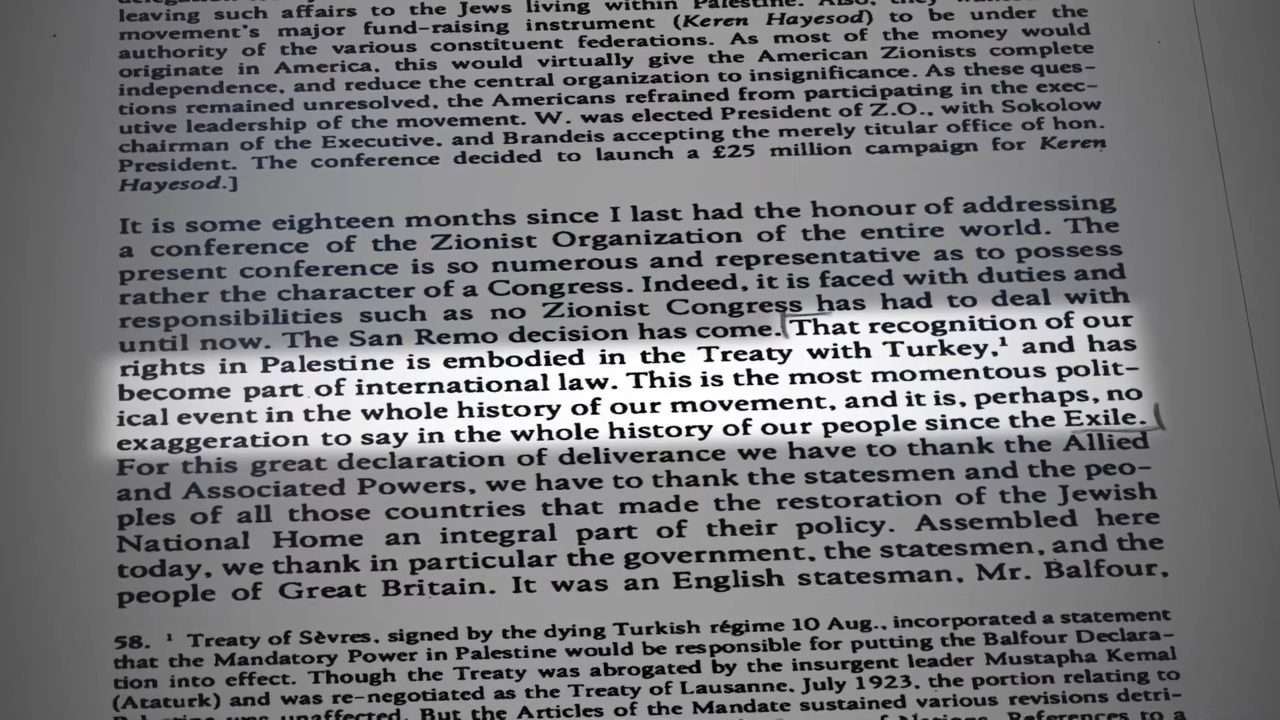 leaving such affairs to the Jews living within Palestine. Also, they
movement's major fund-raising instrument (Keren Hayesod) to be under the
authority of the various constituent federations. As most of the money would
originate in America, this would virtually give the American Zionists complete
independence, and reduce the central organization to insignificance. As these ques-
tions remained unresolved, the Americans refrained from participating in the exec-
utive leadership of the movement. W. was elected President of Z.O., with Sokolow
chairman of the Executive, and Brandeis accepting the merely titular office of hon.
President. The conference decided to launch a £25 million campaign for Keren
Hayesod.]
It is some eighteen months since I last had the honour of addressing
a conference of the Zionist Organization of the entire world. The
present conference is so numerous and representative as to possess
rather the character of a Congress. Indeed, it is faced with duties and
responsibilities such as no Zionist Congress has had to deal with
until now. The San Remo decision has come. That recognition of our
rights in Palestine is embodied in the Treaty with Turkey,¹ and has
become part of international law. This is the most momentous polit-
ical event in the whole history of our movement, and it is, perhaps, no
exaggeration to say in the whole history of our people since the Exile.
For this great declaration of deliverance we have to thank the Allied
and Associated Powers, we have to thank the statesmen and the peo-
ples of all those countries that made the restoration of the Jewish
National Home an integral part of their policy. Assembled here
today, we thank in particular the government, the statesmen, and the
people of Great Britain. It was an English statesman, Mr. Balfour,
58. ¹ Treaty of Sèvres, signed by the dying Turkish régime 10 Aug., incorporated a statement
that the Mandatory Power in Palestine would be responsible for putting the Balfour Declara-
tion into effect. Though the Treaty was abrogated by the insurgent leader Mustapha Kemal
(Ataturk) and was re-negotiated as the Treaty of Lausanne, July 1923, the portion relating to
Palestine was unaffected. But the Articles of the Mandate sustained various revisions detri-
Nations. References to a